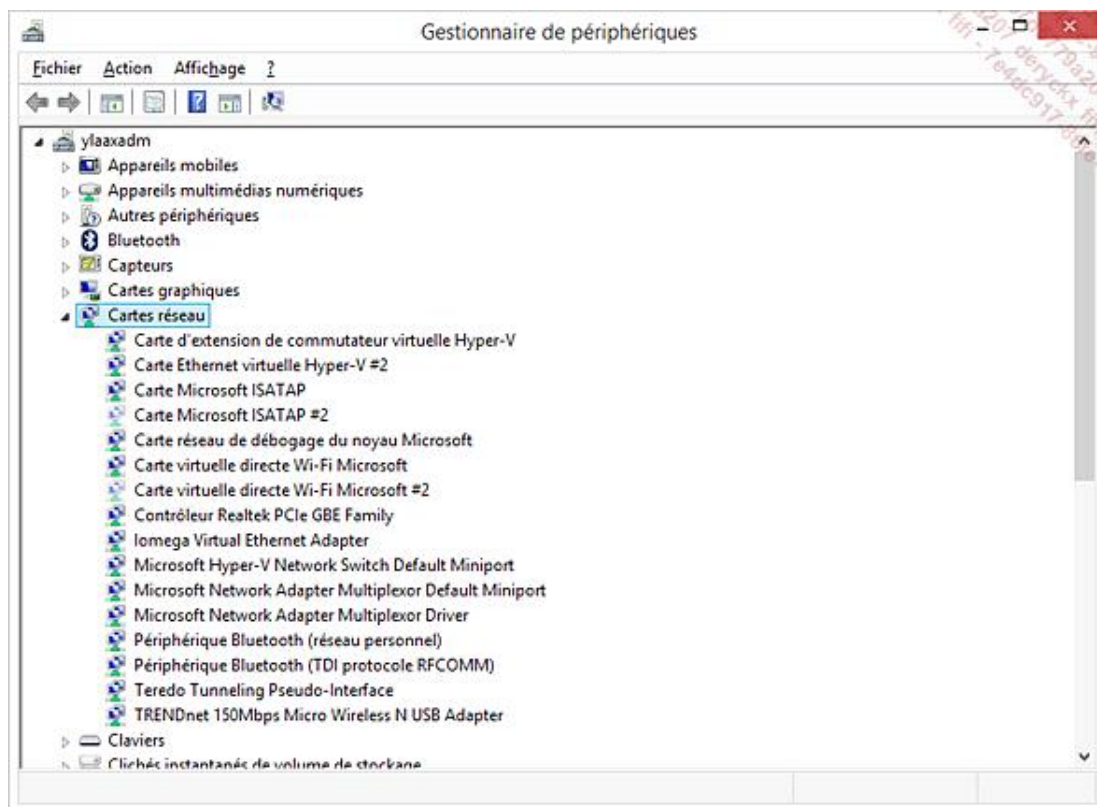 Gestionnaire de périphériques
Fichier Action Affichage ?
ylaaxadm
Appareils mobiles
Appareils multimédias numériques
Autres périphériques
Bluetooth
Capteurs
Cartes graphiques
Cartes réseau
Carte d'extension de commutateur virtuelle Hyper-V
Carte Ethernet virtuelle Hyper-V #2
Carte Microsoft ISATAP
Carte Microsoft ISATAP #2
Carte réseau de débogage du noyau Microsoft
Carte virtuelle directe Wi-Fi Microsoft
Carte virtuelle directe Wi-Fi Microsoft #2
Contrôleur Realtek PCIe GBE Family
Iomega Virtual Ethernet Adapter
Microsoft Hyper-V Network Switch Default Miniport
Microsoft Network Adapter Multiplexor Default Miniport
Microsoft Network Adapter Multiplexor Driver
Périphérique Bluetooth (réseau personnel)
Périphérique Bluetooth (TDI protocole RFCOMM)
Teredo Tunneling Pseudo-Interface
TRENDnet 150Mbps Micro Wireless N USB Adapter
Claviers
Clichés instantanés de volume de stockage